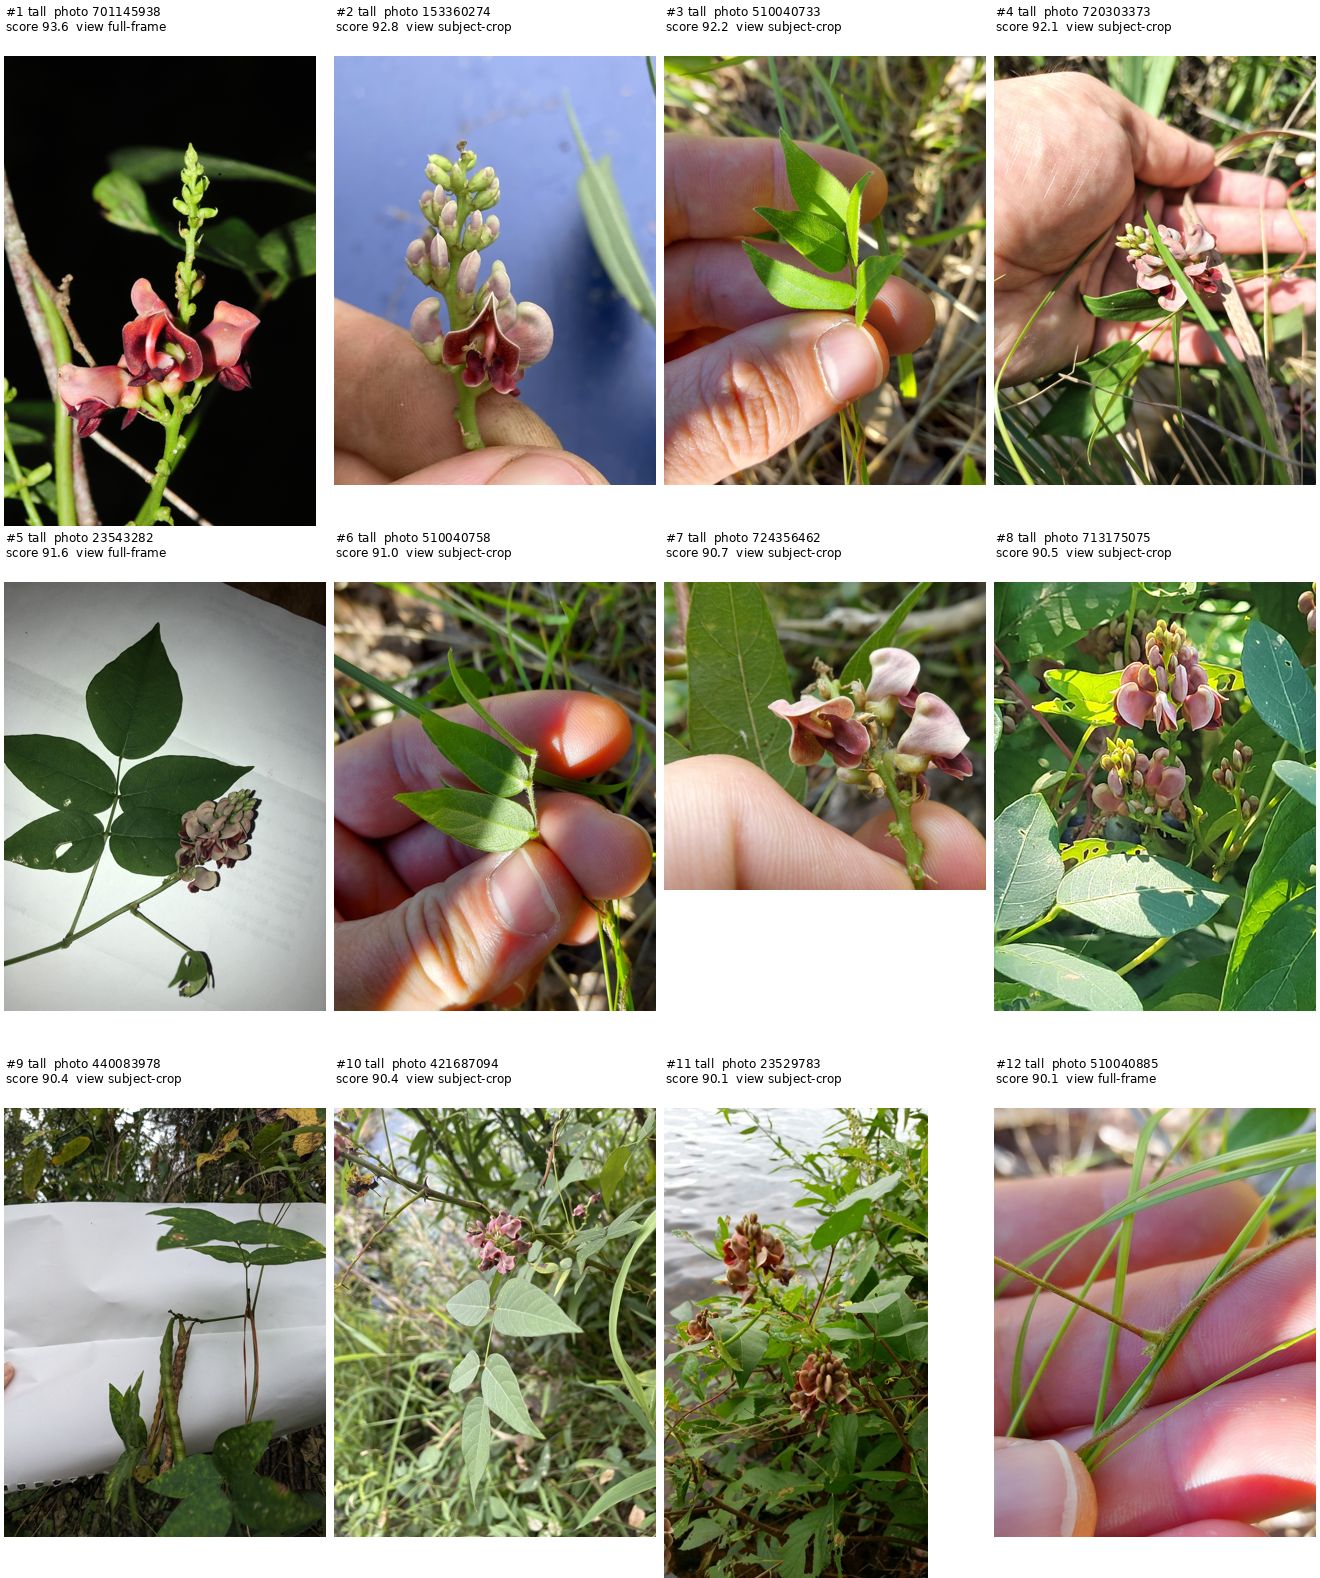 #1 tall photo 701145938
score 93.6 view full-frame
#2 tall photo 153360274
score 92.8 view subject-crop
#3 tall photo 510040733
score 92.2 view subject-crop
#4 tall photo 720303373
score 92.1 view subject-crop
#5 tall photo 23543282
score 91.6 view full-frame
#6 tall photo 510040758
score 91.0 view subject-crop
#7 tall photo 724356462
score 90.7 view subject-crop
#8 tall photo 713175075
score 90.5 view subject-crop
#9 tall photo 440083978
score 90.4 view subject-crop
#10 tall photo 421687094
score 90.4 view subject-crop
#11 tall photo 23529783
score 90.1 view subject-crop
#12 tall photo 510040885
score 90.1 view full-frame